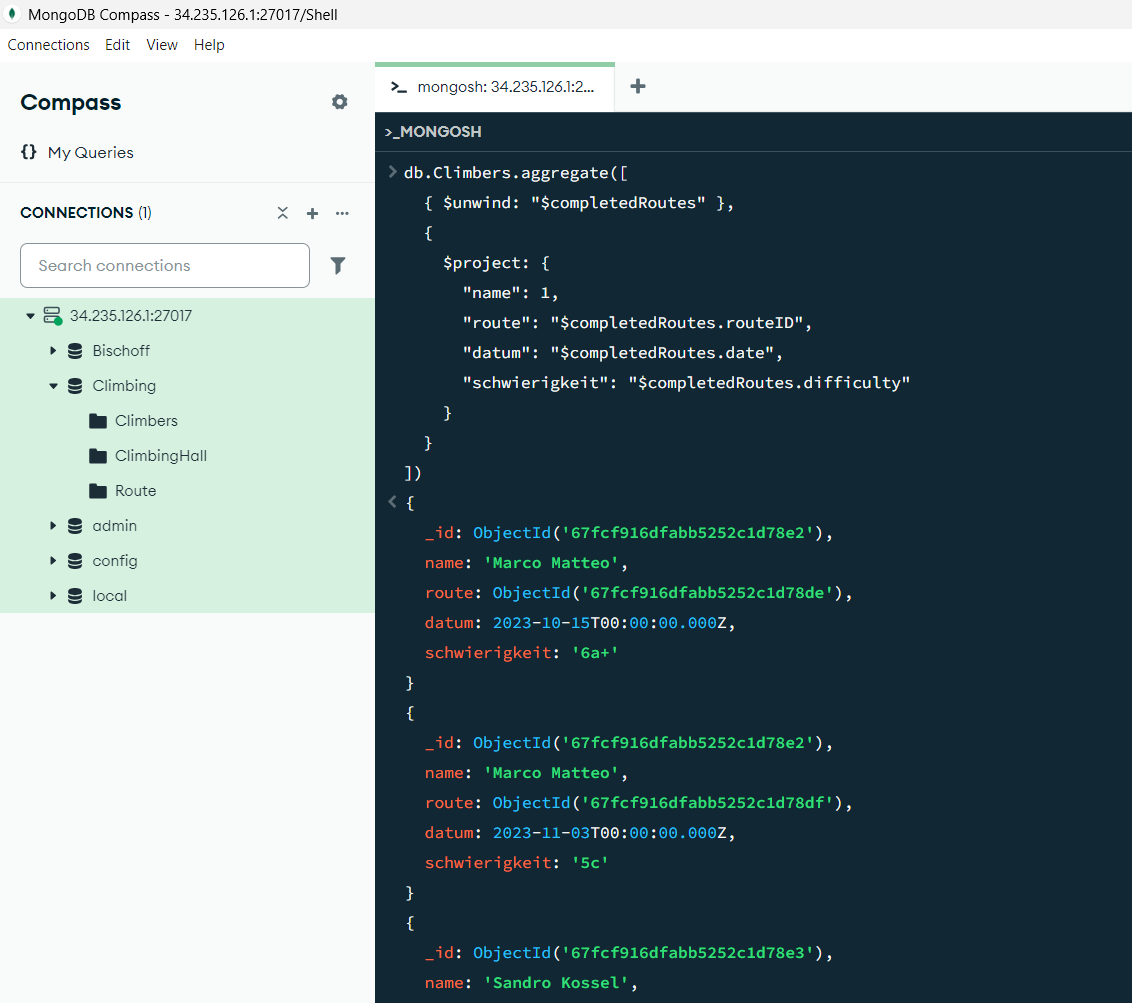 MongoDB Compass - 34.235.126.1:27017/Shell
Connections Edit View Help
Compass
{} My Queries
CONNECTIONS (1)
Search connections
34.235.126.1:27017
Bischoff
Climbing
Climbers
ClimbingHall
Route
admin
config
local
mongosh: 34.235.126.1:2...
>_MONGOSH
> db.Climbers.aggregate([
{ $unwind: "$completedRoutes" },
{
$project: {
"name": 1,
"route": "$completedRoutes.routeID",
"datum": "$completedRoutes.date",
"schwierigkeit": "$completedRoutes.difficulty"
}
}
])
< {
_id: ObjectId('67fcf916dfabb5252c1d78e2'),
name: 'Marco Matteo',
route: ObjectId('67fcf916dfabb5252c1d78de'),
datum: 2023-10-15T00:00:00.000Z,
schwierigkeit: '6a+'
}
{
_id: ObjectId('67fcf916dfabb5252c1d78e2'),
name: 'Marco Matteo',
route: ObjectId('67fcf916dfabb5252c1d78df'),
datum: 2023-11-03T00:00:00.000Z,
schwierigkeit: '5c'
}
{
_id: ObjectId('67fcf916dfabb5252c1d78e3'),
name: 'Sandro Kossel',